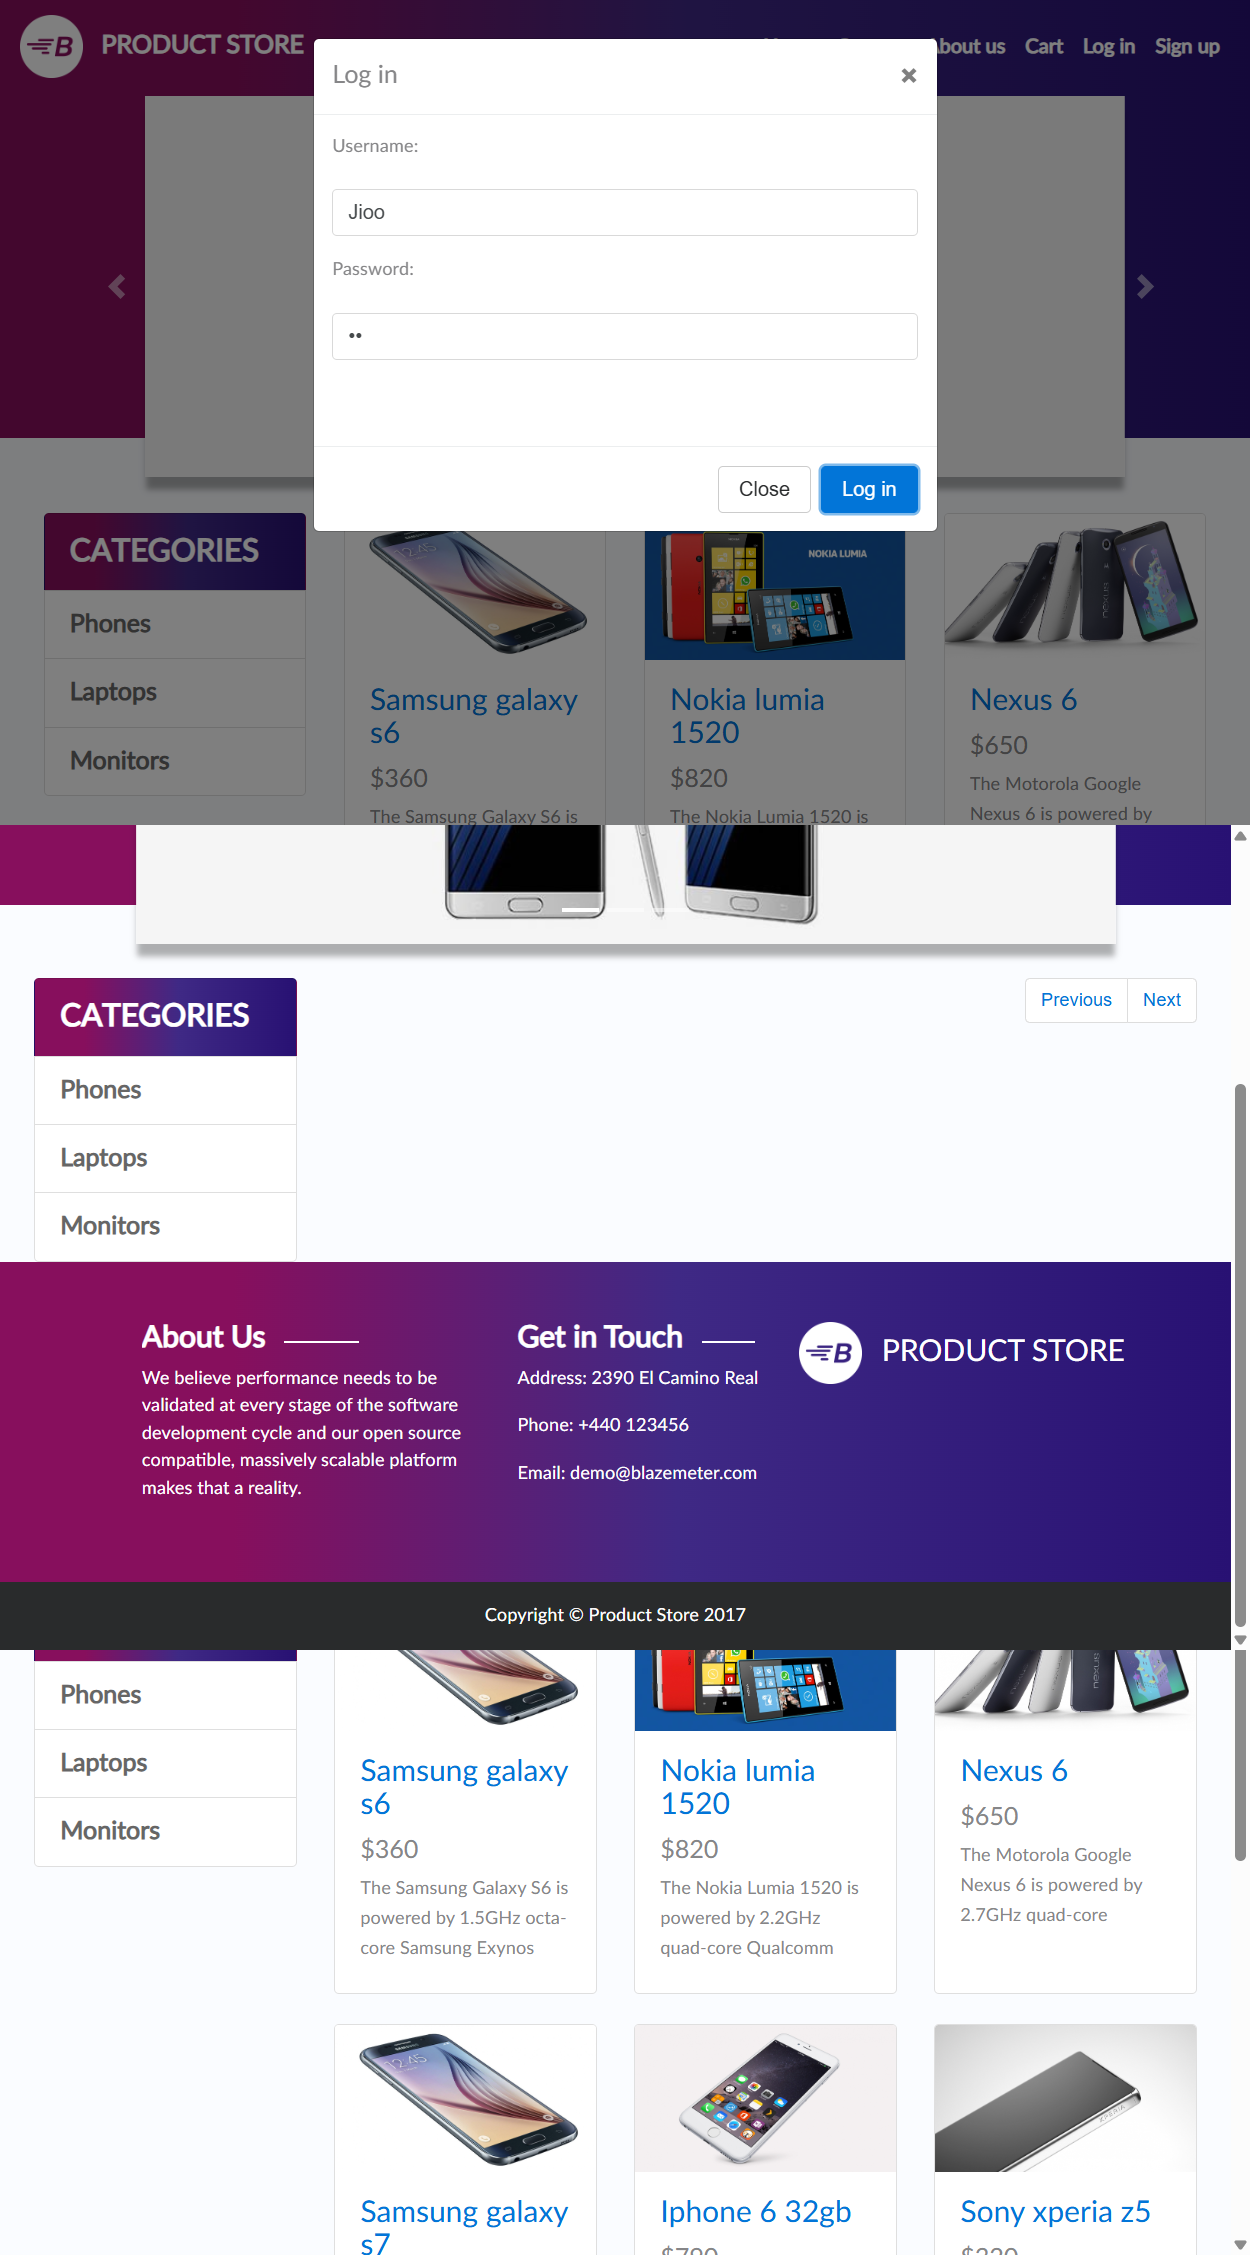 B PRODUCT STORE
About us Cart Log in Sign up
Log in ×
Username:
Jioo
Password:
••
Close Log in
CATEGORIES
Phones
Laptops
Monitors
12:45
NOKIA LUMIA
Samsung galaxy
s6
$360
The Samsung Galaxy S6 is
Nokia lumia
1520
$820
The Nokia Lumia 1520 is
Nexus 6
$650
The Motorola Google
Nexus 6 is powered by
CATEGORIES
Phones
Laptops
Monitors
Previous Next
About Us
We believe performance needs to be
validated at every stage of the software
development cycle and our open source
compatible, massively scalable platform
makes that a reality.
Get in Touch
Address: 2390 El Camino Real
Phone: +440 123456
Email: demo@blazemeter.com
B PRODUCT STORE
Copyright © Product Store 2017
Phones
Laptops
Monitors
Samsung galaxy
s6
$360
The Samsung Galaxy S6 is
powered by 1.5GHz octa-
core Samsung Exynos
Nokia lumia
1520
$820
The Nokia Lumia 1520 is
powered by 2.2GHz
quad-core Qualcomm
Nexus 6
$650
The Motorola Google
Nexus 6 is powered by
2.7GHz quad-core
12:45
XPERIA
Samsung galaxy
s7
Iphone 6 32gb
$790
Sony xperia z5
$320